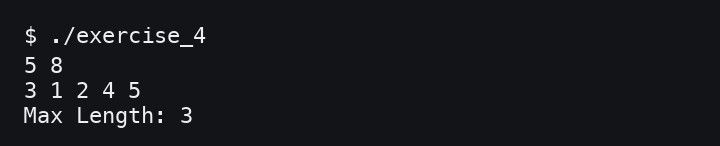 $ ./exercise_4
5 8
3 1 2 4 5
Max Length: 3